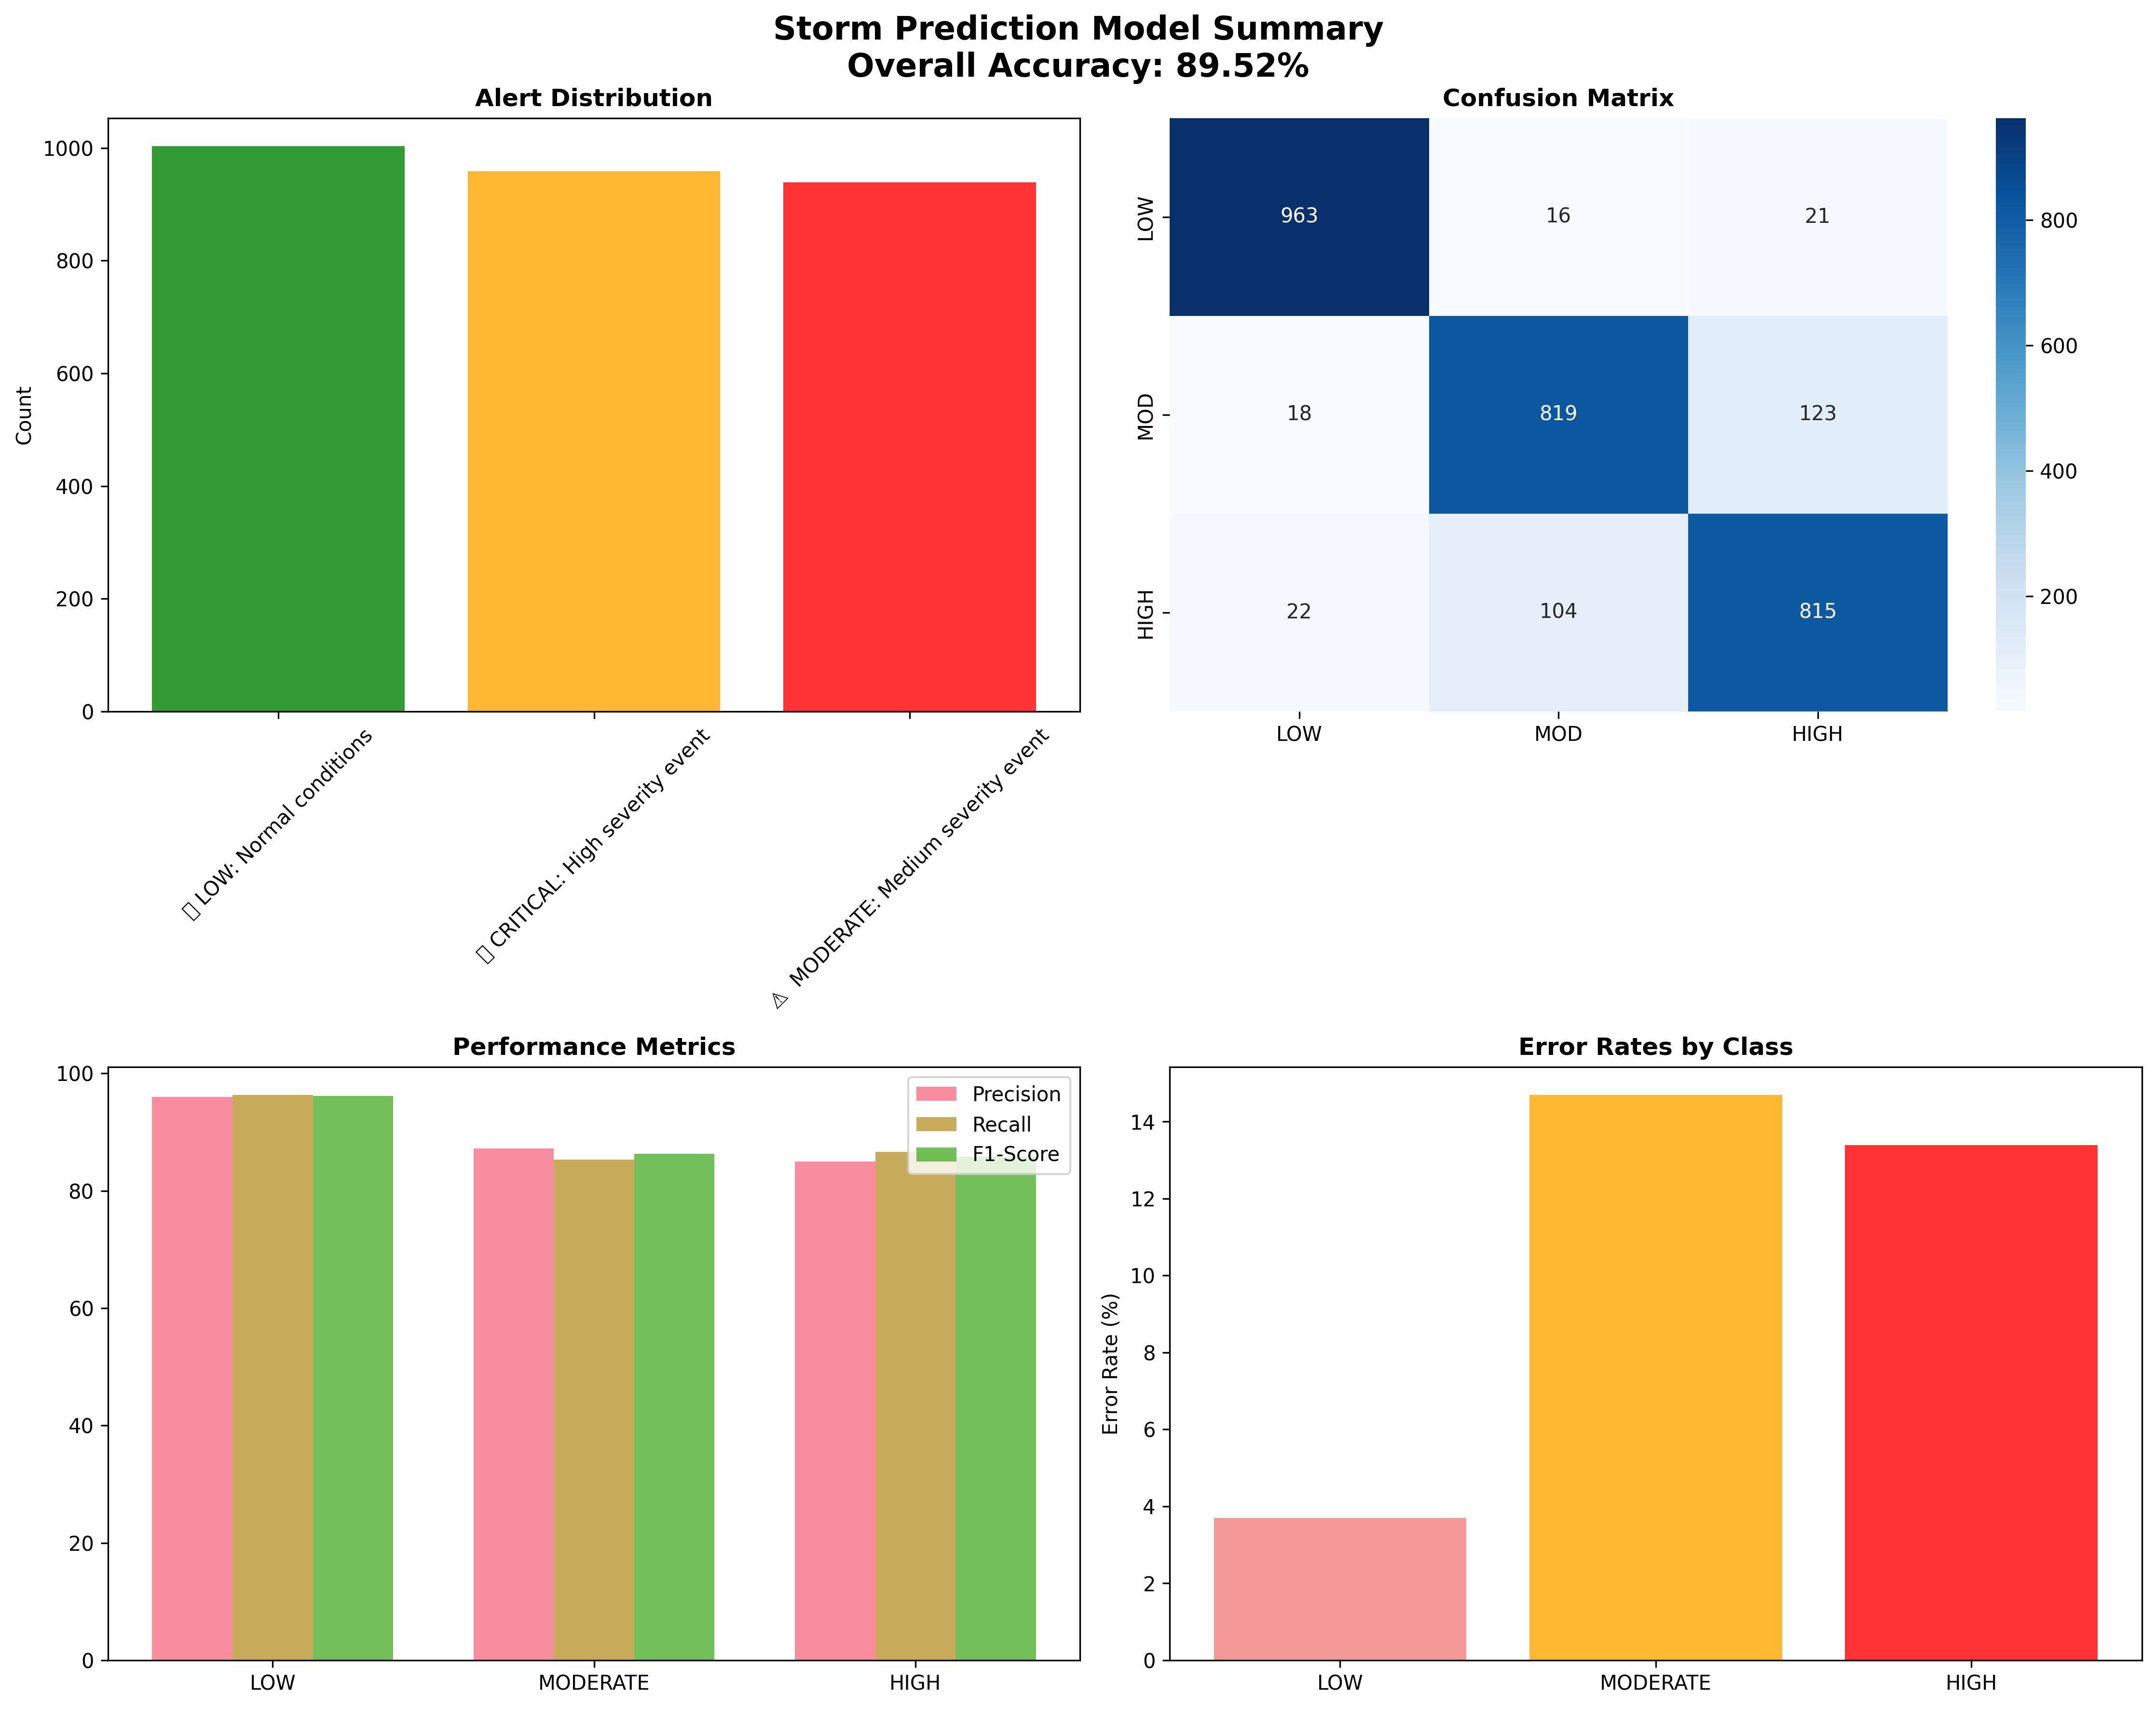 Storm Prediction Model Summary
Overall Accuracy: 89.52%
Alert Distribution
Count
1000
800
600
400
200
0
LOW: Normal conditions
CRITICAL: High severity event
⚠ MODERATE: Medium severity event
Confusion Matrix
LOW
MOD
HIGH
963 16 21
18 819 123
22 104 815
LOW MOD HIGH
800
600
400
200
Performance Metrics
100
80
60
40
20
0
Precision
Recall
F1-Score
LOW MODERATE HIGH
Error Rates by Class
Error Rate (%)
14
12
10
8
6
4
2
0
LOW MODERATE HIGH